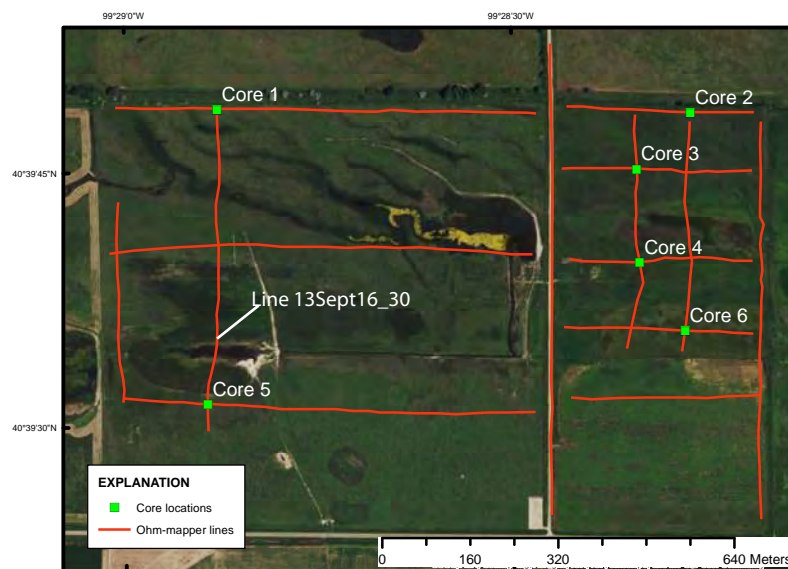 99°29'0"W
99°28'30"W
40°39'45"N
40°39'30"N
Core 1
Core 2
Core 3
Core 4
Line 13Sept16_30
Core 6
Core 5
EXPLANATION
Core locations
Ohm-mapper lines
0 160 320 640 Meters